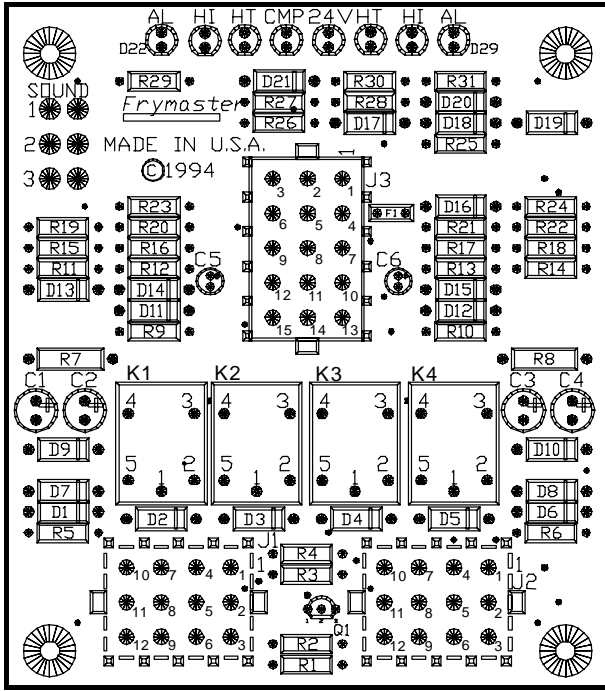 AL HI HT CMP 24V HT HI AL
D22 D29
R29 D21 R30 R31
SOUND Frymaster R27 R28 D20
1 R26 D17 D18 D19
2 MADE IN U.S.A. R25
3 ©1994 1 J3
3 2 1
R23 F1 D16 R24
R19 R20 6 5 4 R21 R22
R15 R16 9 8 7 R17 R18
R11 R12 C5 C6 R13 R14
D13 D14 12 11 10 D15
D11 D12
R9 15 14 13 R10
R7 R8
C1 C2 K1 K2 K3 K4 C3 C4
4 3 4 3 4 3 4 3
D9 D10
5 2 5 2 5 2 5 2
1 1 1 1
D7 D8
D1 D2 D3 D4 D5 D6
R5 J1 R4 R6
1 R3 1
10 7 4 1 10 7 4 1 J2
11 8 5 2 11 8 5 2
Q1
12 9 6 3 R2 12 9 6 3
R1